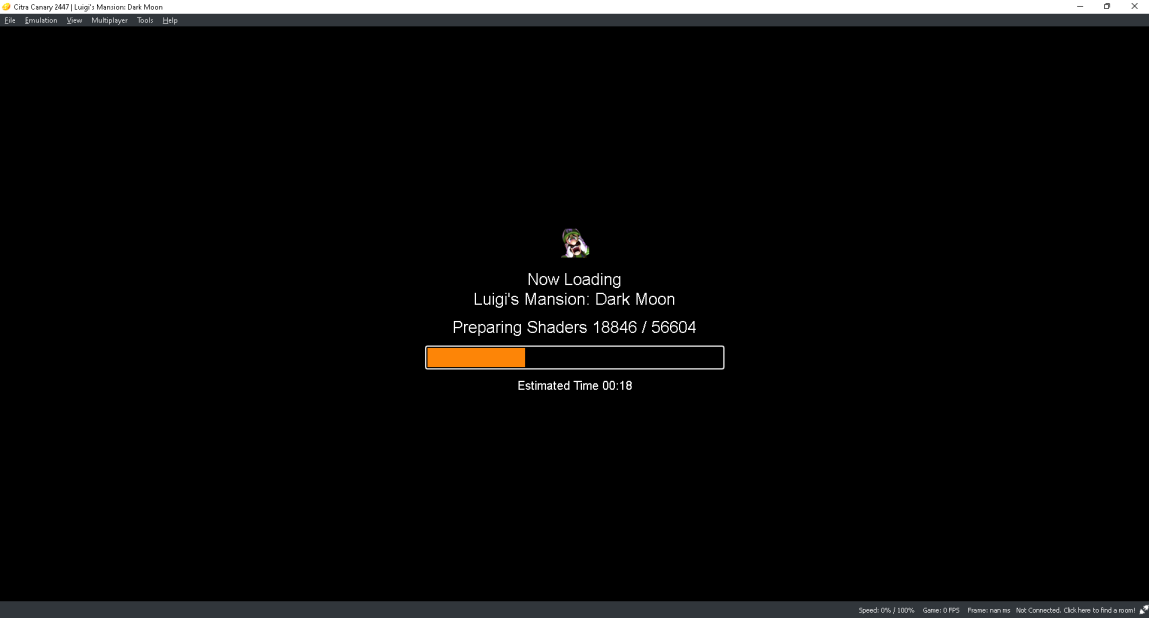 Citra Canary 2447 | Luigi's Mansion: Dark Moon
File Emulation View Multiplayer Tools Help
Now Loading
Luigi's Mansion: Dark Moon
Preparing Shaders 18846 / 56604
Estimated Time 00:18
Speed: 0% / 100% Game: 0 FPS Frame: nan ms Not Connected. Click here to find a room!